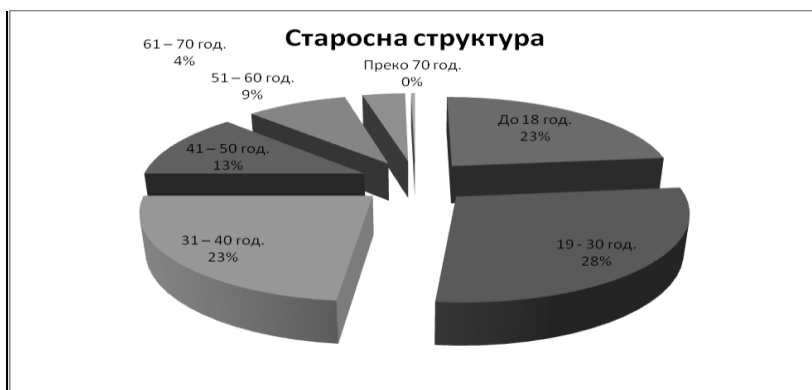 Старосна структура
61 – 70 год.
4%
51 – 60 год.
9%
Преко 70 год.
0%
До 18 год.
23%
41 – 50 год.
13%
31 – 40 год.
23%
19 - 30 год.
28%